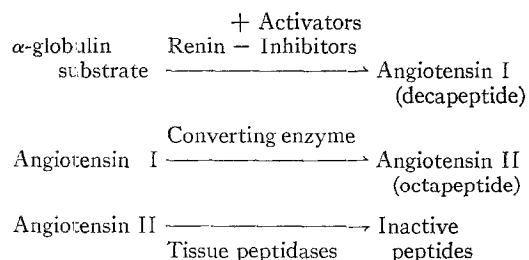 + Activators
α-globulin Renin − Inhibitors
substrate Angiotensin I
(decapeptide)
Converting enzyme
Angiotensin I Angiotensin II
(octapeptide)
Angiotensin II Inactive
Tissue peptidases peptides